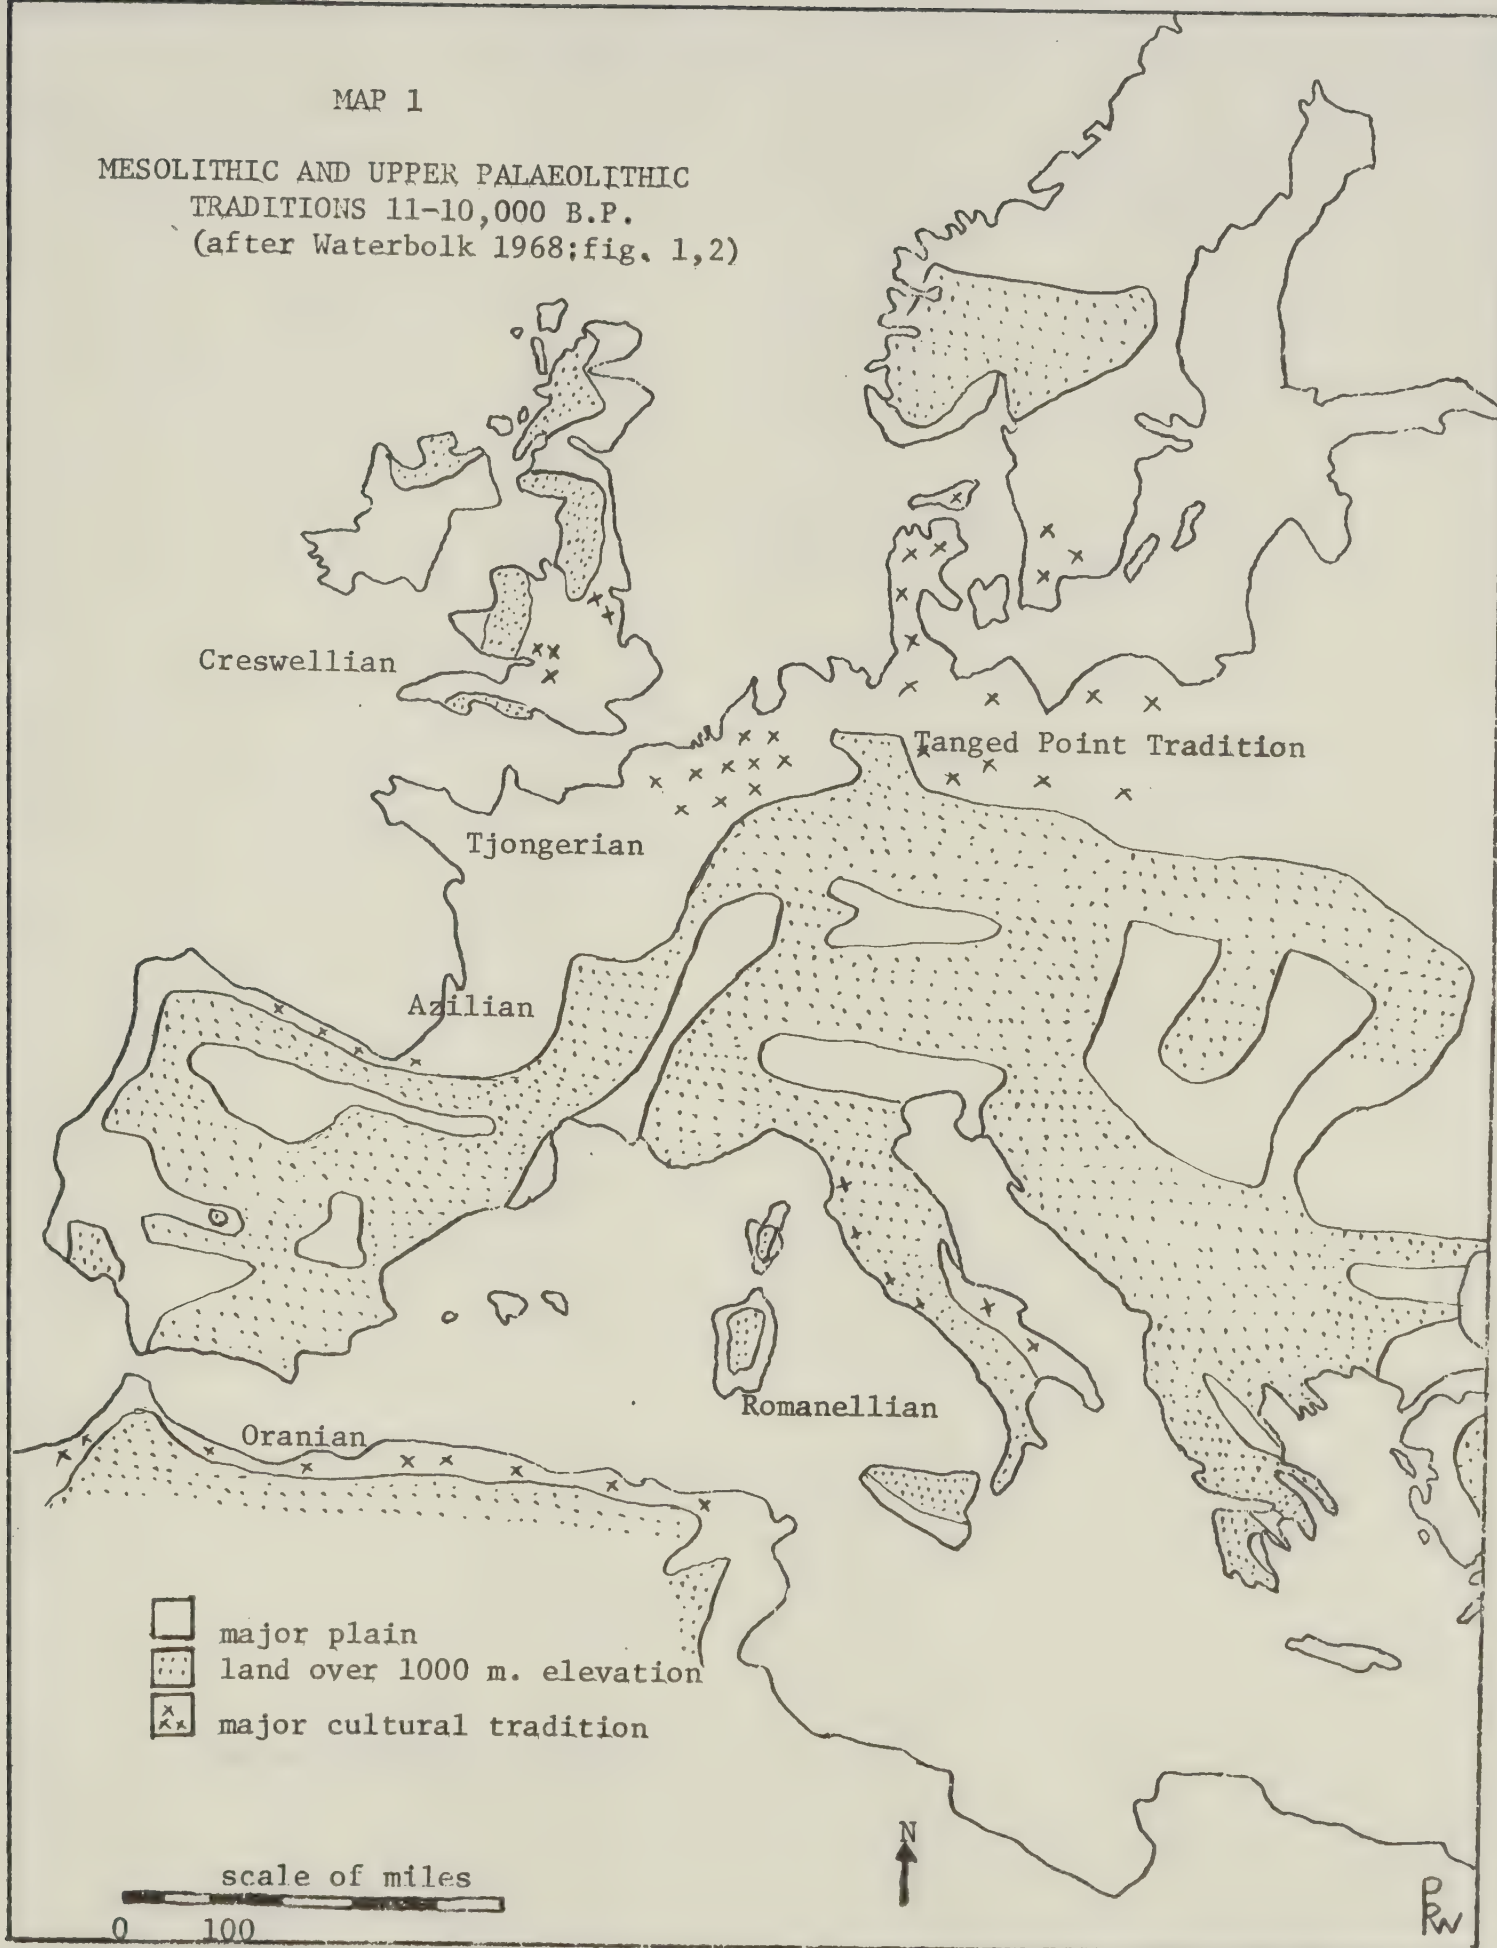 MAP 1
MESOLITHIC AND UPPER PALAEOLITHIC
TRADITIONS 11-10,000 B.P.
(after Waterbolk 1968;fig. 1,2)
Creswellian
Tanged Point Tradition
Tjongerian
Azilian
Romanellian
Oranian
major plain
land over 1000 m. elevation
major cultural tradition
N
scale of miles
0 100
PRW